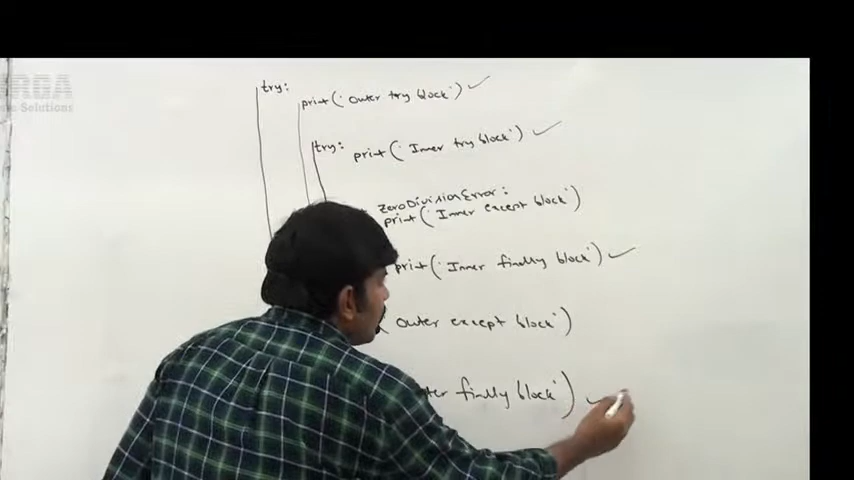 try:
print('Outer try block') ✓
try: print('Inner try block') ✓
ZeroDivisionError:
print('Inner except block')
print('Inner finally block') ✓
( Outer except block')
finally block') ✓